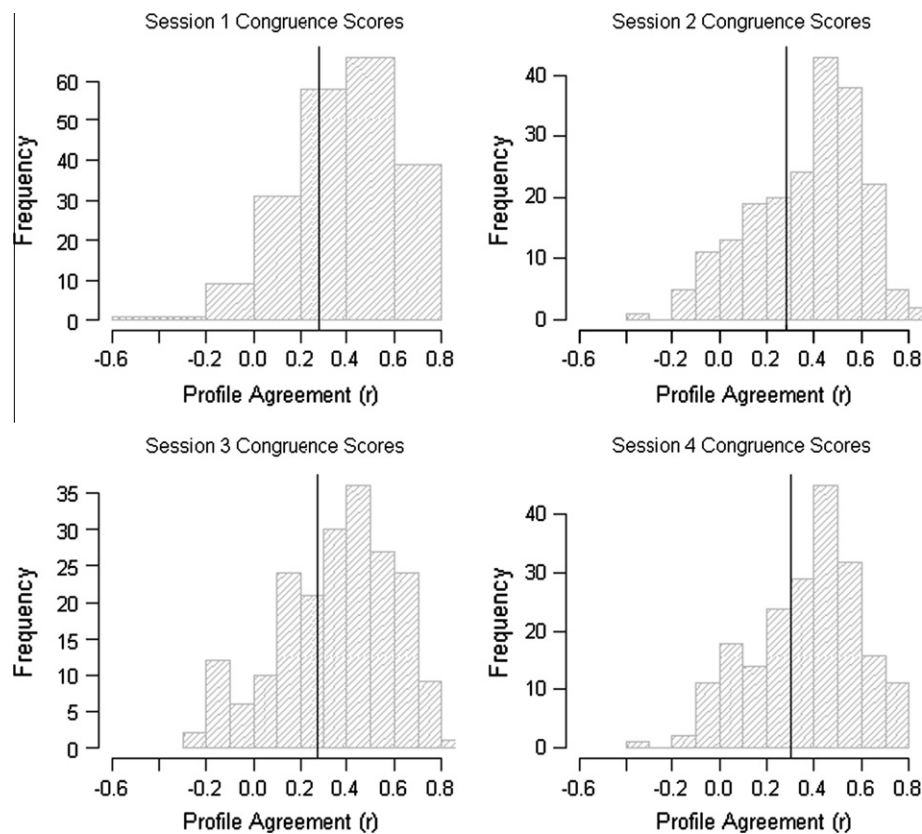 Session 1 Congruence Scores
Frequency
60
50
40
30
20
10
0
-0.6 -0.2 0.0 0.2 0.4 0.6 0.8
Profile Agreement (r)
Session 2 Congruence Scores
Frequency
40
30
20
10
0
-0.6 -0.2 0.0 0.2 0.4 0.6 0.8
Profile Agreement (r)
Session 3 Congruence Scores
Frequency
35
30
25
20
15
10
5
0
-0.6 -0.2 0.0 0.2 0.4 0.6 0.8
Profile Agreement (r)
Session 4 Congruence Scores
Frequency
40
30
20
10
0
-0.6 -0.2 0.0 0.2 0.4 0.6 0.8
Profile Agreement (r)